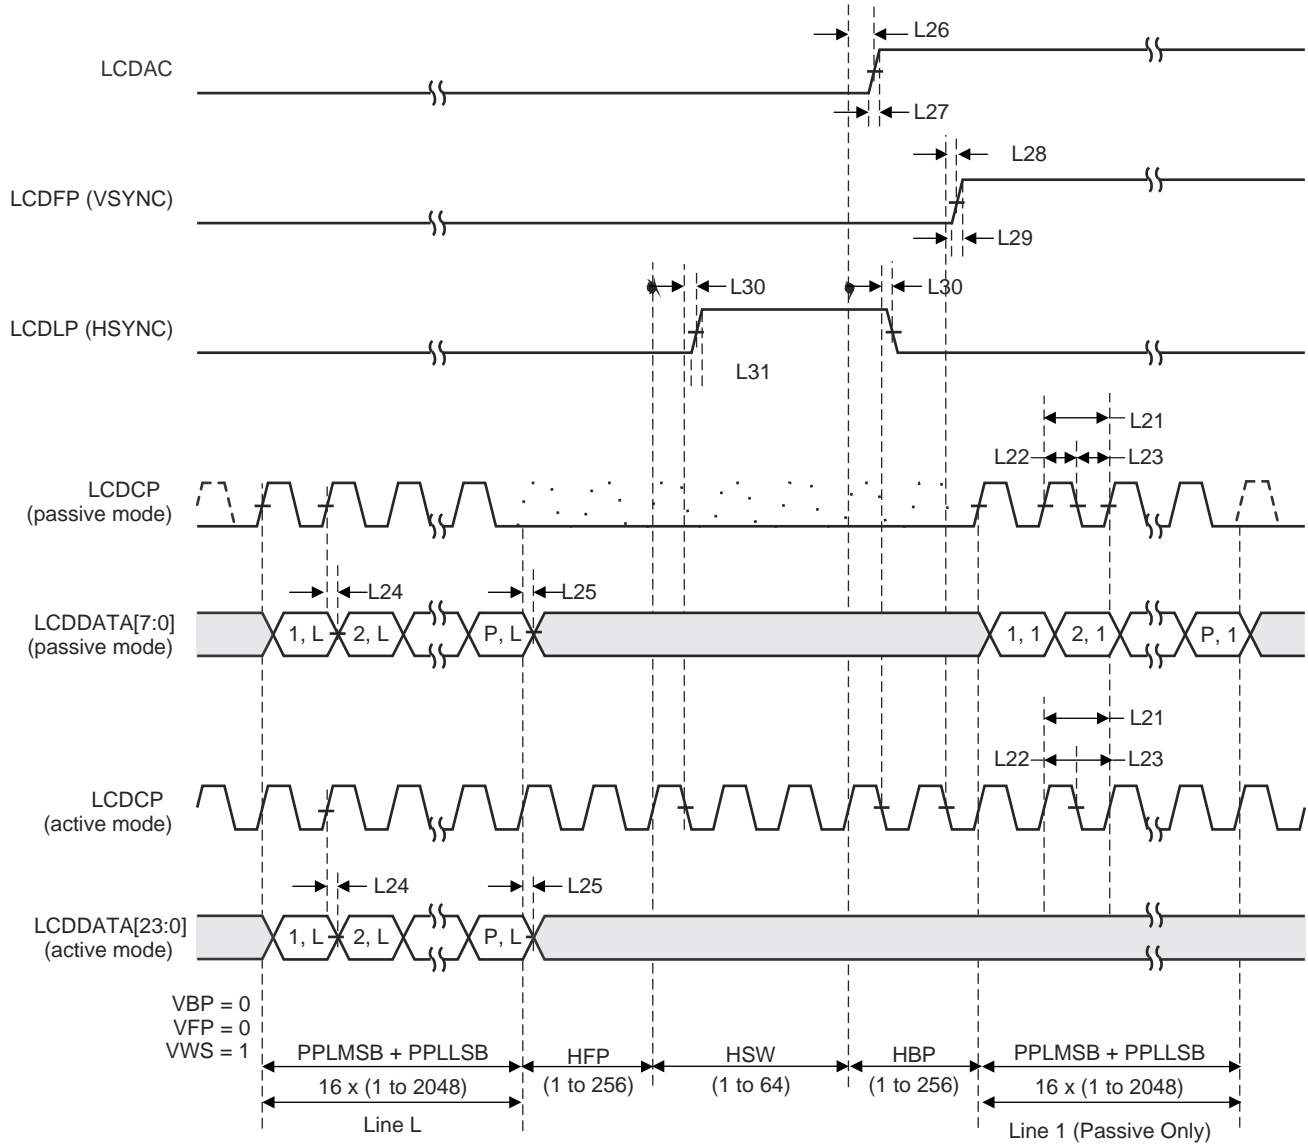 L26
LCDAC
L27
L28
LCDFP (VSYNC)
L29
L30
L30
LCDLP (HSYNC)
L31
L21
L22
L23
LCDCP
(passive mode)
L24
L25
LCDDATA[7:0]
(passive mode)
1, L
2, L
P, L
1, 1
2, 1
P, 1
L21
L22
L23
LCDCP
(active mode)
L24
L25
LCDDATA[23:0]
(active mode)
1, L
2, L
P, L
VBP = 0
VFP = 0
VWS = 1
PPLMSB + PPLLSB
16 x (1 to 2048)
Line L
HFP
(1 to 256)
HSW
(1 to 64)
HBP
(1 to 256)
PPLMSB + PPLLSB
16 x (1 to 2048)
Line 1 (Passive Only)